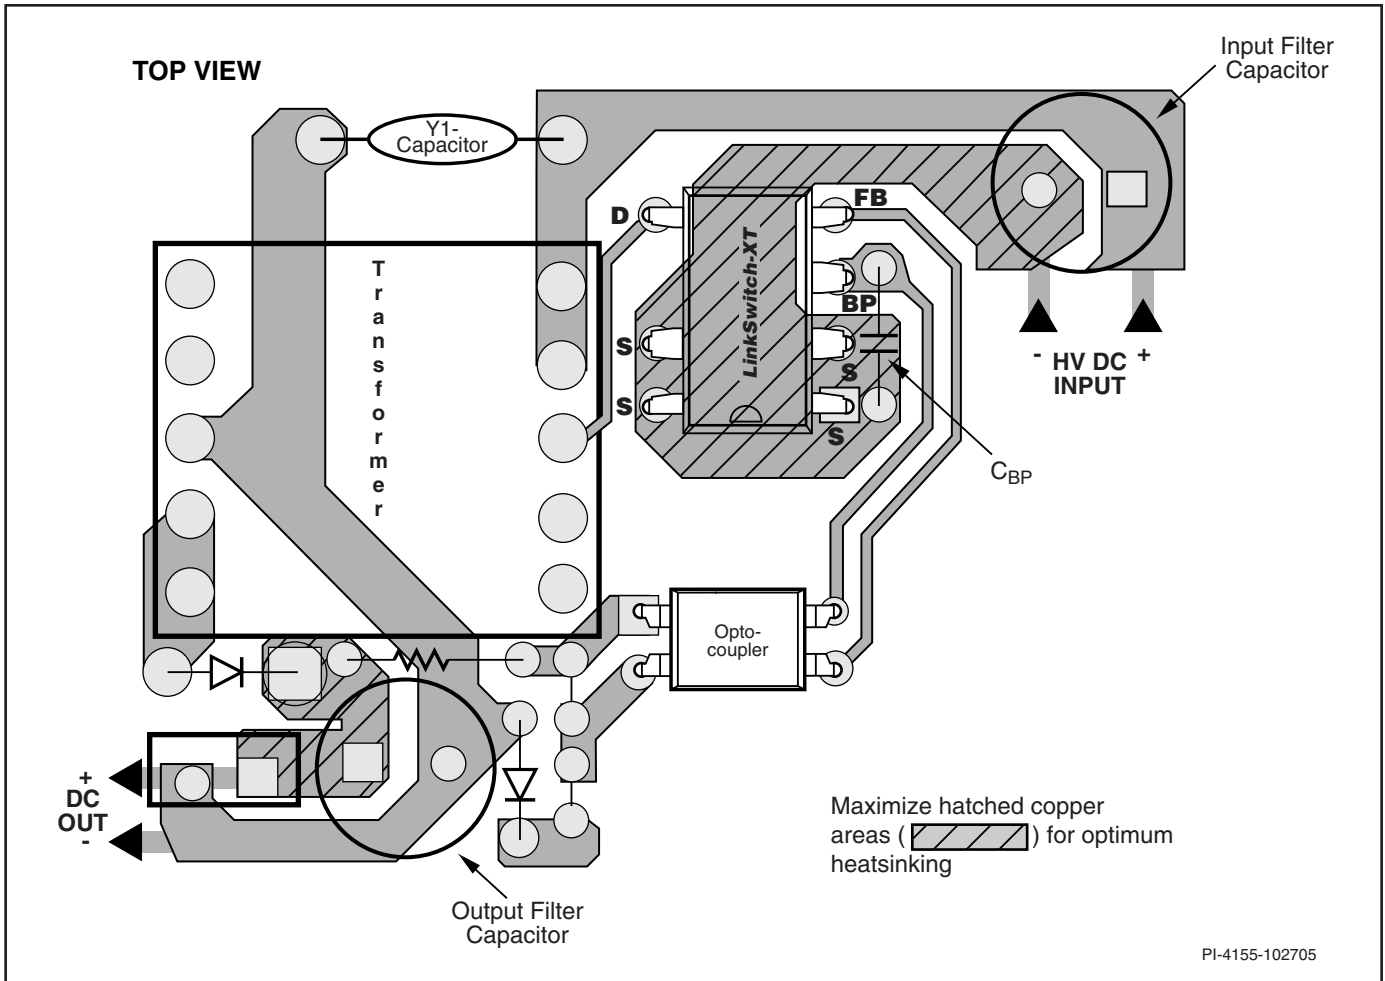 TOP VIEW
Input Filter
Capacitor
Y1-
Capacitor
D
FB
Transformer
LinkSwitch-XT
BP
S
S
S
S
- HV DC +
INPUT
CBP
Opto-
coupler
+
DC
OUT
-
Maximize hatched copper
areas ( ) for optimum
heatsinking
Output Filter
Capacitor
PI-4155-102705